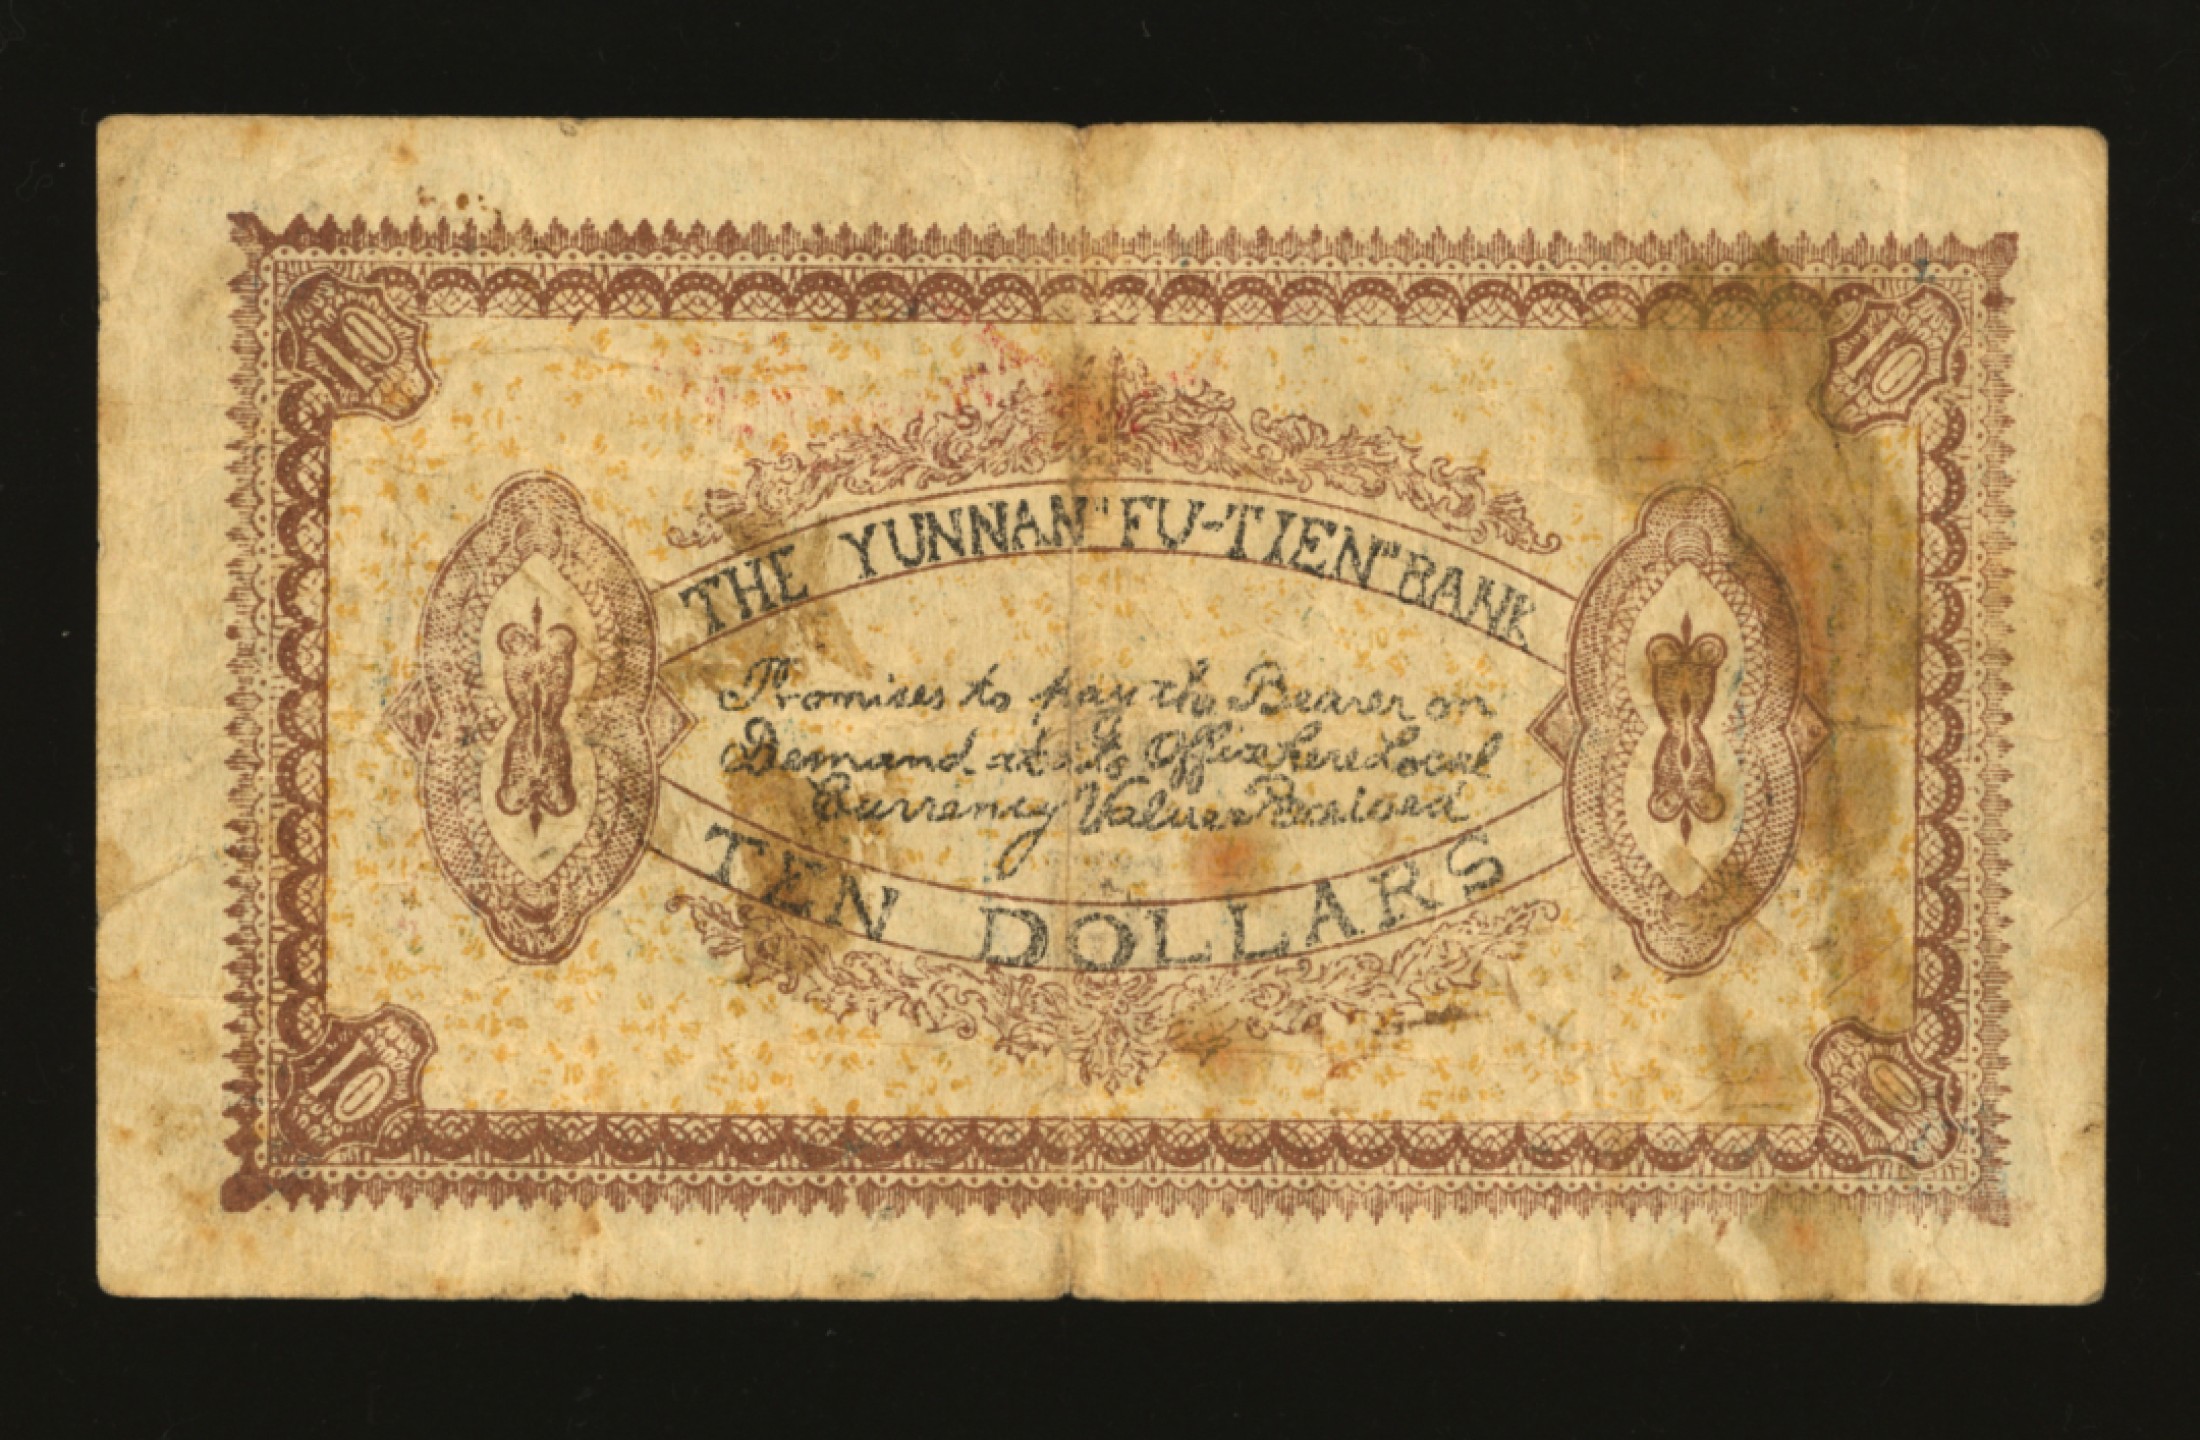 10
10
THE YUNNAN "FU-TIEN" BANK
Promises to pay the Bearer on
Demand at its Office here Local
Currency Value Received
TEN DOLLARS
10
10